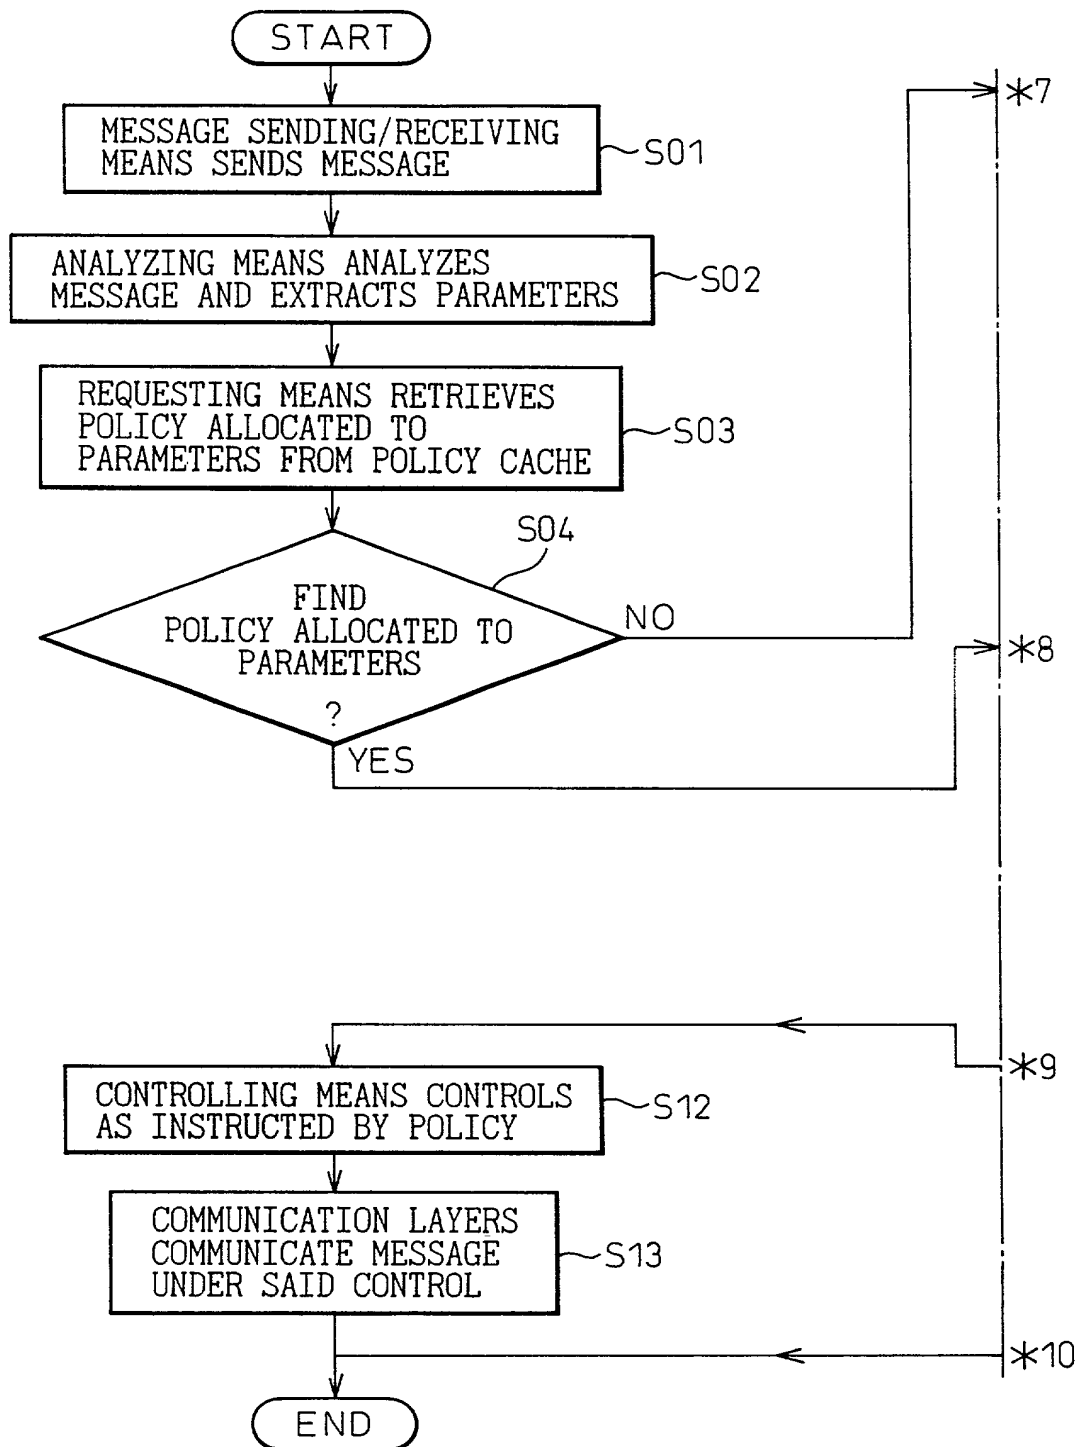 START
*7
MESSAGE SENDING/RECEIVING
MEANS SENDS MESSAGE
S01
ANALYZING MEANS ANALYZES
MESSAGE AND EXTRACTS PARAMETERS
S02
REQUESTING MEANS RETRIEVES
POLICY ALLOCATED TO
PARAMETERS FROM POLICY CACHE
S03
S04
FIND
POLICY ALLOCATED TO
PARAMETERS
?
NO
*8
YES
*9
CONTROLLING MEANS CONTROLS
AS INSTRUCTED BY POLICY
S12
COMMUNICATION LAYERS
COMMUNICATE MESSAGE
UNDER SAID CONTROL
S13
*10
END